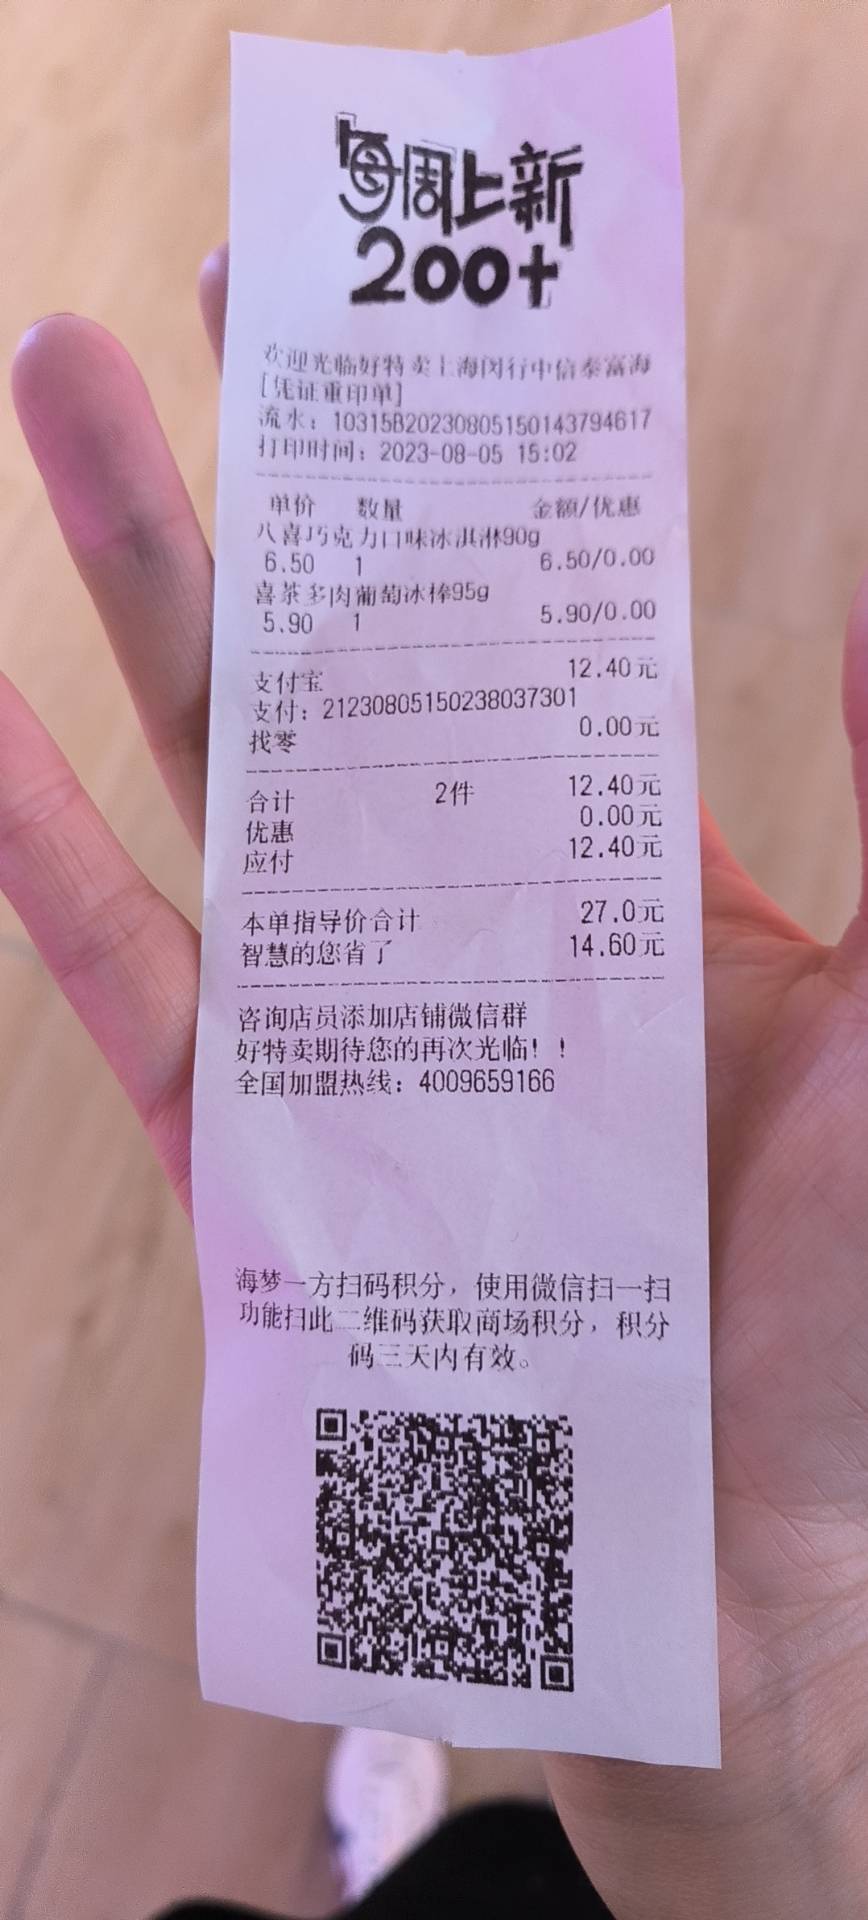 每周上新
200+
欢迎光临好特卖上海闵行中信泰富海
[凭证重印单]
流水：10315B20230805150143794617
打印时间：2023-08-05 15:02
单价 数量 金额/优惠
八喜巧克力口味冰淇淋90g
6.50 1 6.50/0.00
喜茶多肉葡萄冰棒95g
5.90 1 5.90/0.00
支付宝 12.40元
支付：21230805150238037301
找零 0.00元
合计 2件 12.40元
优惠 0.00元
应付 12.40元
本单指导价合计 27.0元
智慧的您省了 14.60元
咨询店员添加店铺微信群
好特卖期待您的再次光临！！
全国加盟热线：4009659166
海梦一方扫码积分，使用微信扫一扫
功能扫此二维码获取商场积分，积分
码三天内有效。